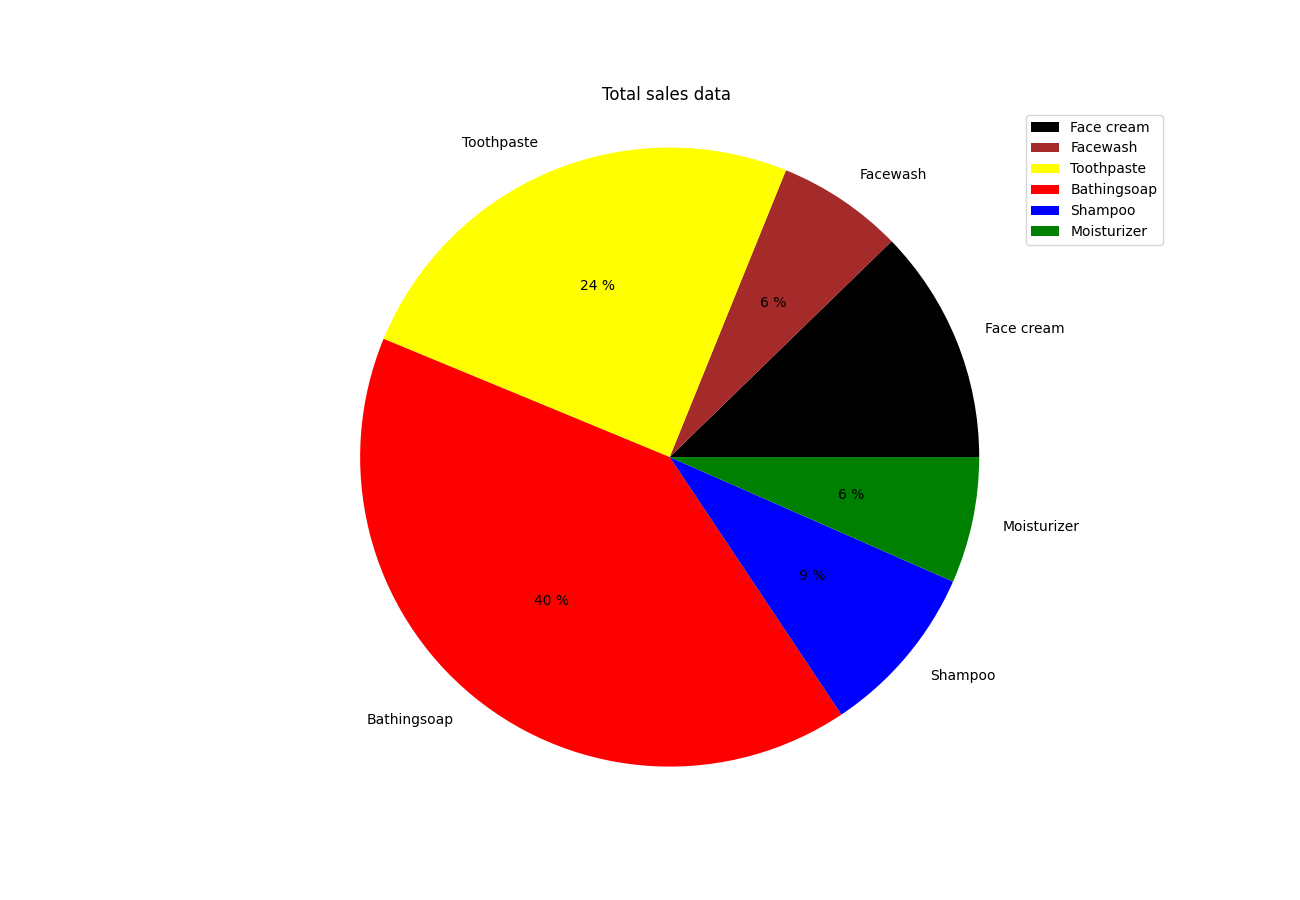 Total sales data
Toothpaste
Facewash
Face cream
Moisturizer
Shampoo
Bathingsoap
24 %
6 %
6 %
9 %
40 %
Face cream
Facewash
Toothpaste
Bathingsoap
Shampoo
Moisturizer